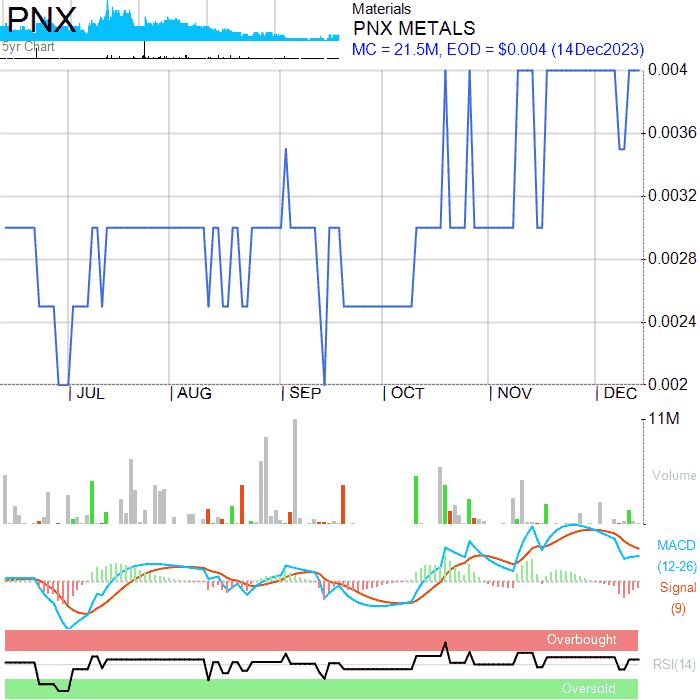 PNX
5yr Chart
Materials
PNX METALS
MC = 21.5M, EOD = $0.004 (14Dec2023)
0.004
0.0036
0.0032
0.0028
0.0024
0.002
JUL AUG SEP OCT NOV DEC
11M
Volume
MACD
(12-26)
Signal
(9)
Overbought
RSI(14)
Oversold